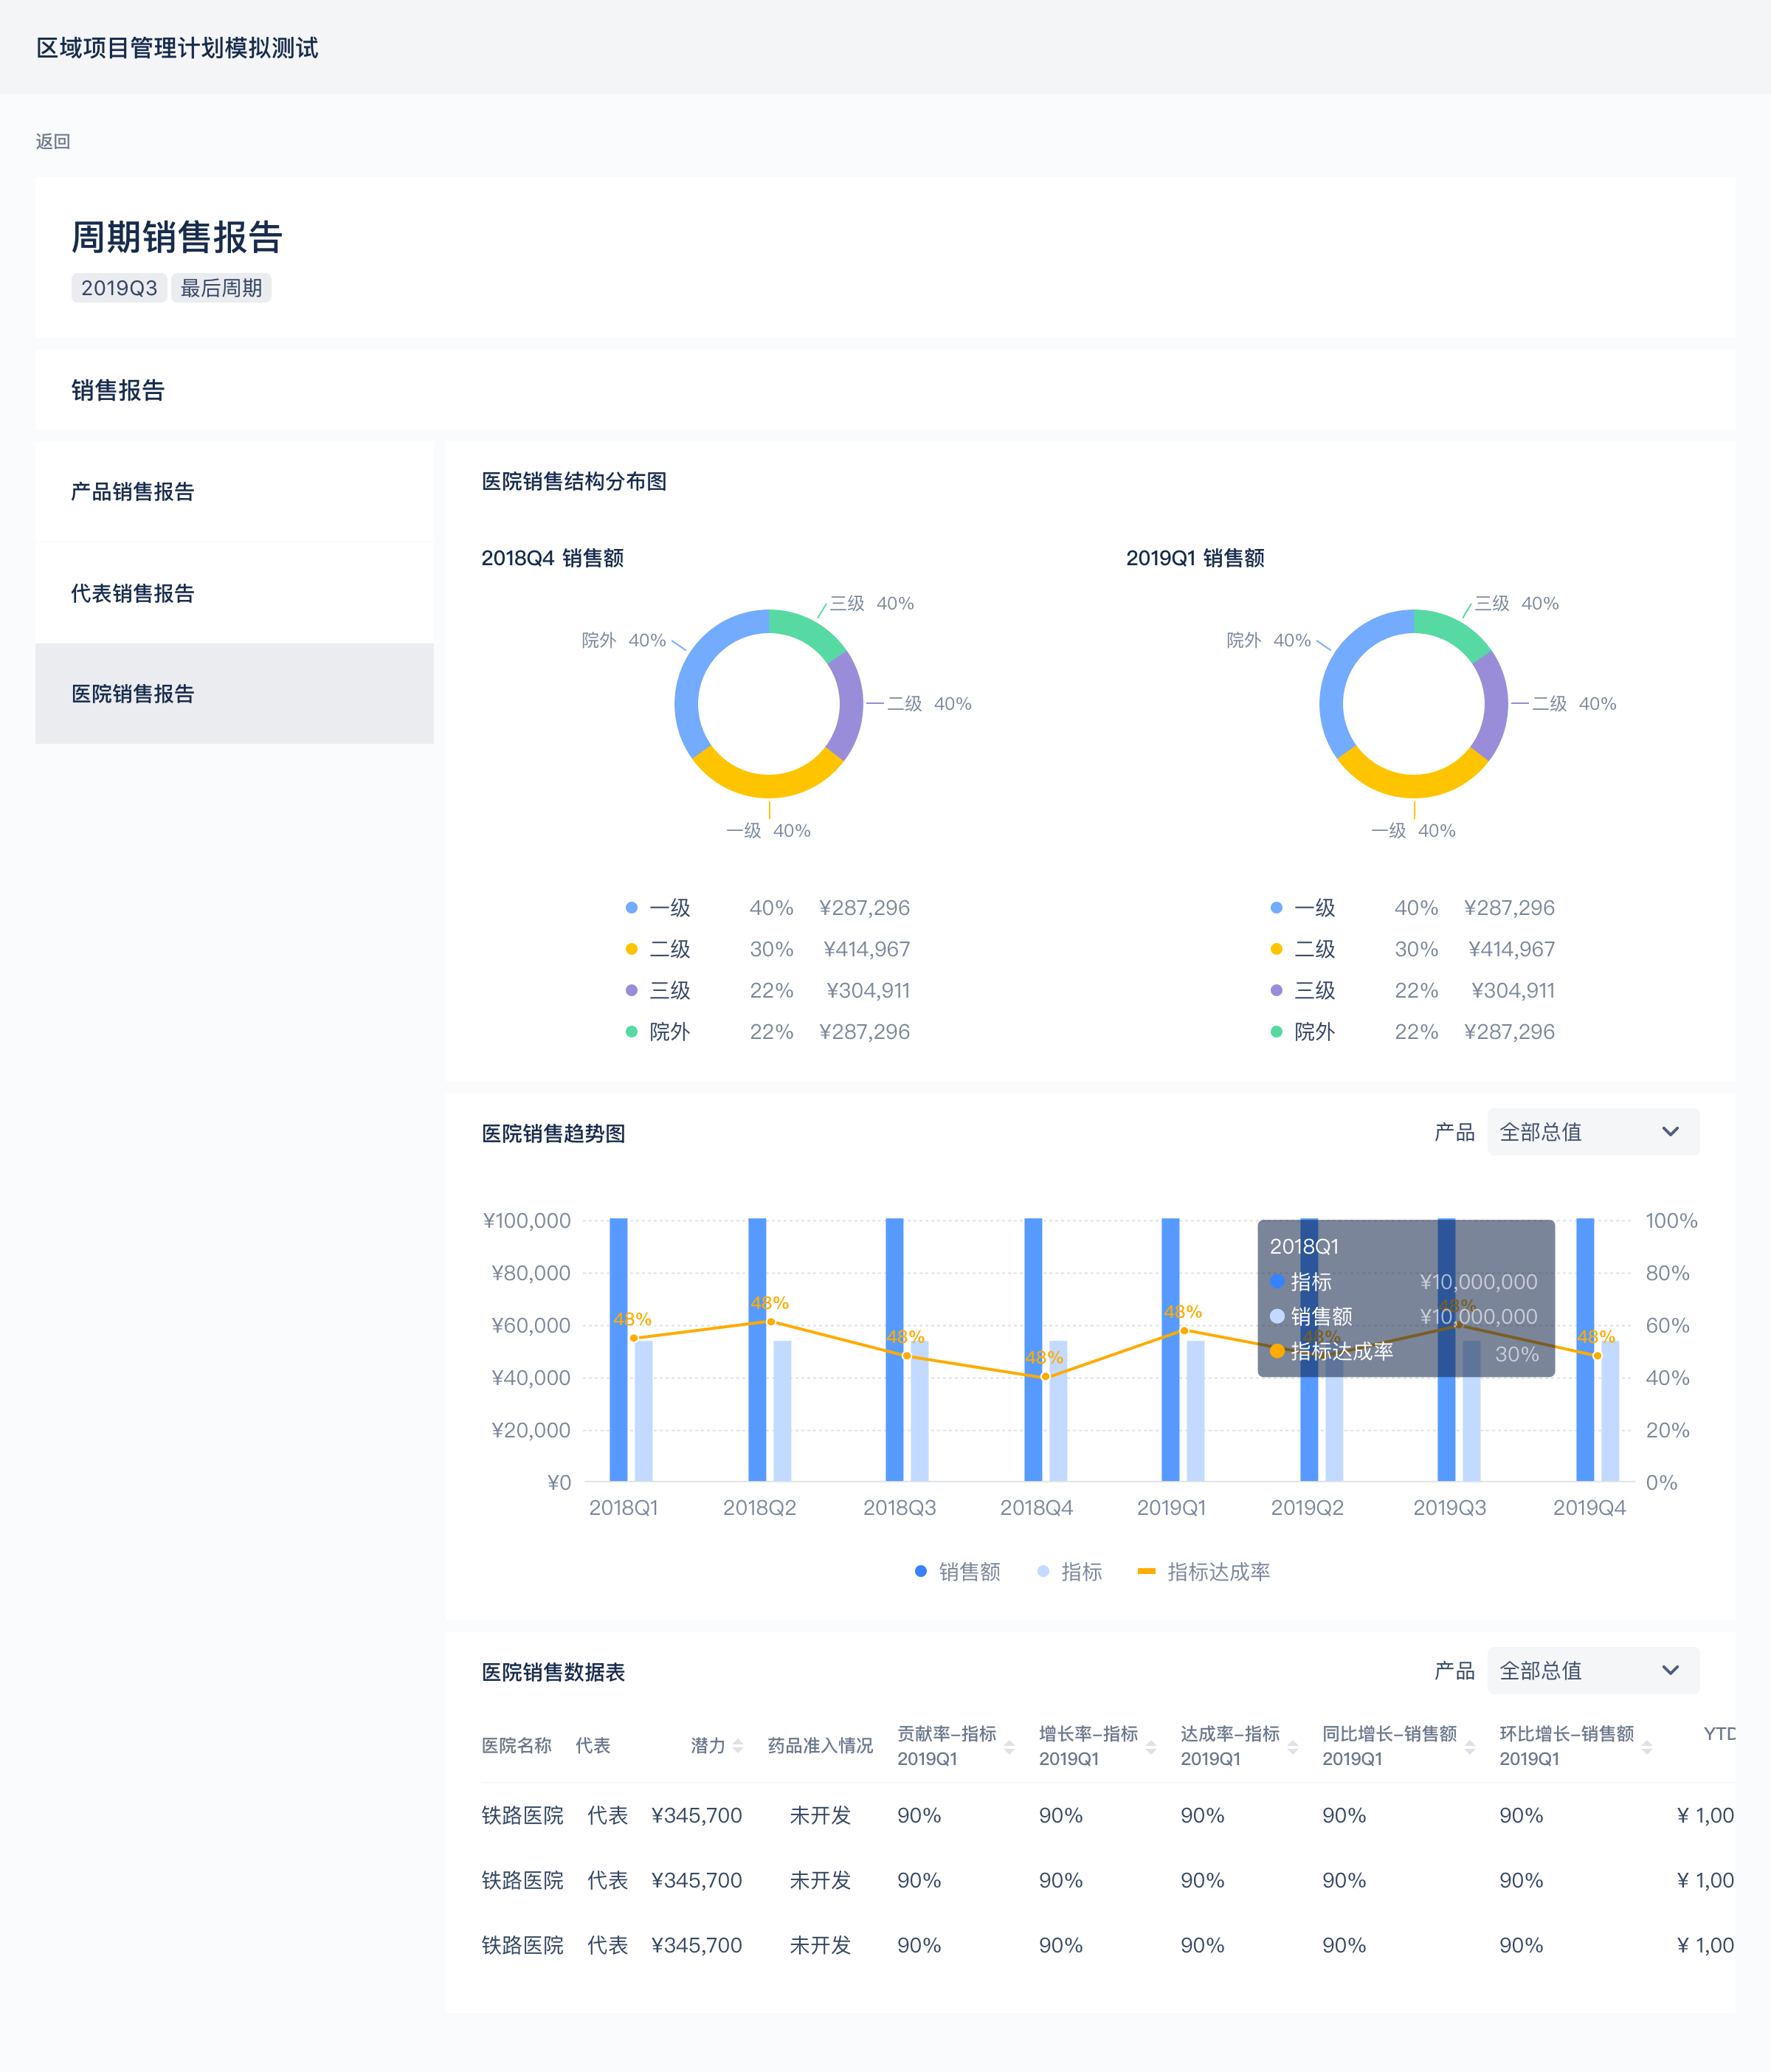 区域项目管理计划模拟测试
返回
周期销售报告
2019Q3 最后周期
销售报告
产品销售报告
代表销售报告
医院销售报告
医院销售结构分布图
2018Q4 销售额
三级 40%
院外 40%
二级 40%
一级 40%
一级 40% ¥287,296
二级 30% ¥414,967
三级 22% ¥304,911
院外 22% ¥287,296
2019Q1 销售额
三级 40%
院外 40%
二级 40%
一级 40%
一级 40% ¥287,296
二级 30% ¥414,967
三级 22% ¥304,911
院外 22% ¥287,296
医院销售趋势图
产品 全部总值
¥100,000
¥80,000
¥60,000
¥40,000
¥20,000
¥0
100%
80%
60%
40%
20%
0%
48% 48% 48% 48% 48% 48% 48% 48%
2018Q1
指标 ¥10,000,000
销售额 ¥10,000,000
指标达成率 30%
2018Q1 2018Q2 2018Q3 2018Q4 2019Q1 2019Q2 2019Q3 2019Q4
销售额 指标 指标达成率
医院销售数据表
产品 全部总值
医院名称 代表 潜力 药品准入情况 贡献率-指标 增长率-指标 达成率-指标 同比增长-销售额 环比增长-销售额 YTD
2019Q1 2019Q1 2019Q1 2019Q1 2019Q1
铁路医院 代表 ¥345,700 未开发 90% 90% 90% 90% 90% ¥ 1,00
铁路医院 代表 ¥345,700 未开发 90% 90% 90% 90% 90% ¥ 1,00
铁路医院 代表 ¥345,700 未开发 90% 90% 90% 90% 90% ¥ 1,00